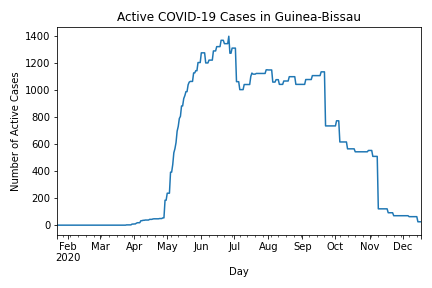 Active COVID-19 Cases in Guinea-Bissau
Number of Active Cases
1400
1200
1000
800
600
400
200
0
Feb Mar Apr May Jun Jul Aug Sep Oct Nov Dec
2020
Day